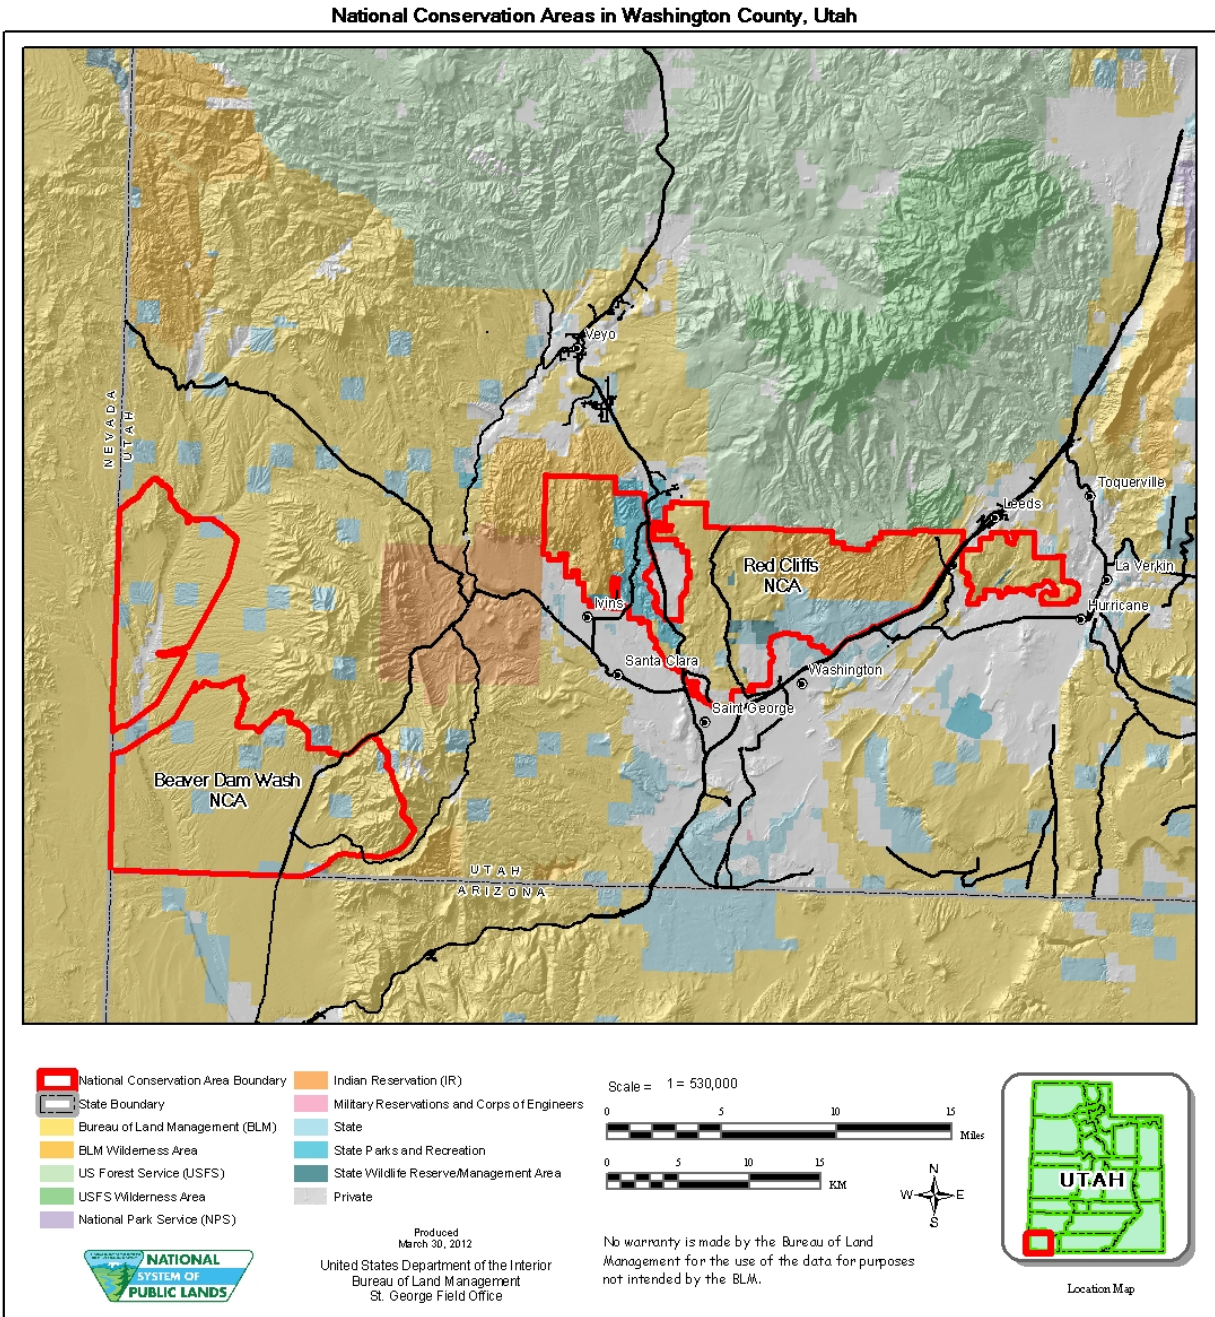 National Conservation Areas in Washington County, Utah
Veyo
NEVADA
UTAH
Toquerville
Leeds
Red Cliffs
NCA
La Verkin
Ivins
Hurricane
Santa Clara
Washington
Saint George
Beaver Dam Wash
NCA
UTAH
ARIZONA
National Conservation Area Boundary
State Boundary
Bureau of Land Management (BLM)
BLM Wilderness Area
US Forest Service (USFS)
USFS Wilderness Area
National Park Service (NPS)
Indian Reservation (IR)
Military Reservations and Corps of Engineers
State
State Parks and Recreation
State Wildlife Reserve/Management Area
Private
Scale = 1 = 530,000
0 5 10 15
Miles
0 5 10 15
KM
N
W E
S
UTAH
Location Map
NATIONAL
SYSTEM OF
PUBLIC LANDS
Produced
March 30, 2012
United States Department of the Interior
Bureau of Land Management
St. George Field Office
No warranty is made by the Bureau of Land
Management for the use of the data for purposes
not intended by the BLM.